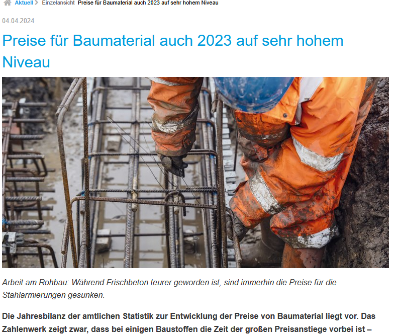 Aktuell > Einzelansicht Preise für Baumaterial auch 2023 auf sehr hohem Niveau
04.04.2024
Preise für Baumaterial auch 2023 auf sehr hohem
Niveau
Arbeit am Rohbau. Während Frischbeton teurer geworden ist, sind immerhin die Preise für die
Stahlarmierungen gesunken.
Die Jahresbilanz der amtlichen Statistik zur Entwicklung der Preise von Baumaterial liegt vor. Das
Zahlenwerk zeigt zwar, dass bei einigen Baustoffen die Zeit der großen Preisanstiege vorbei ist –